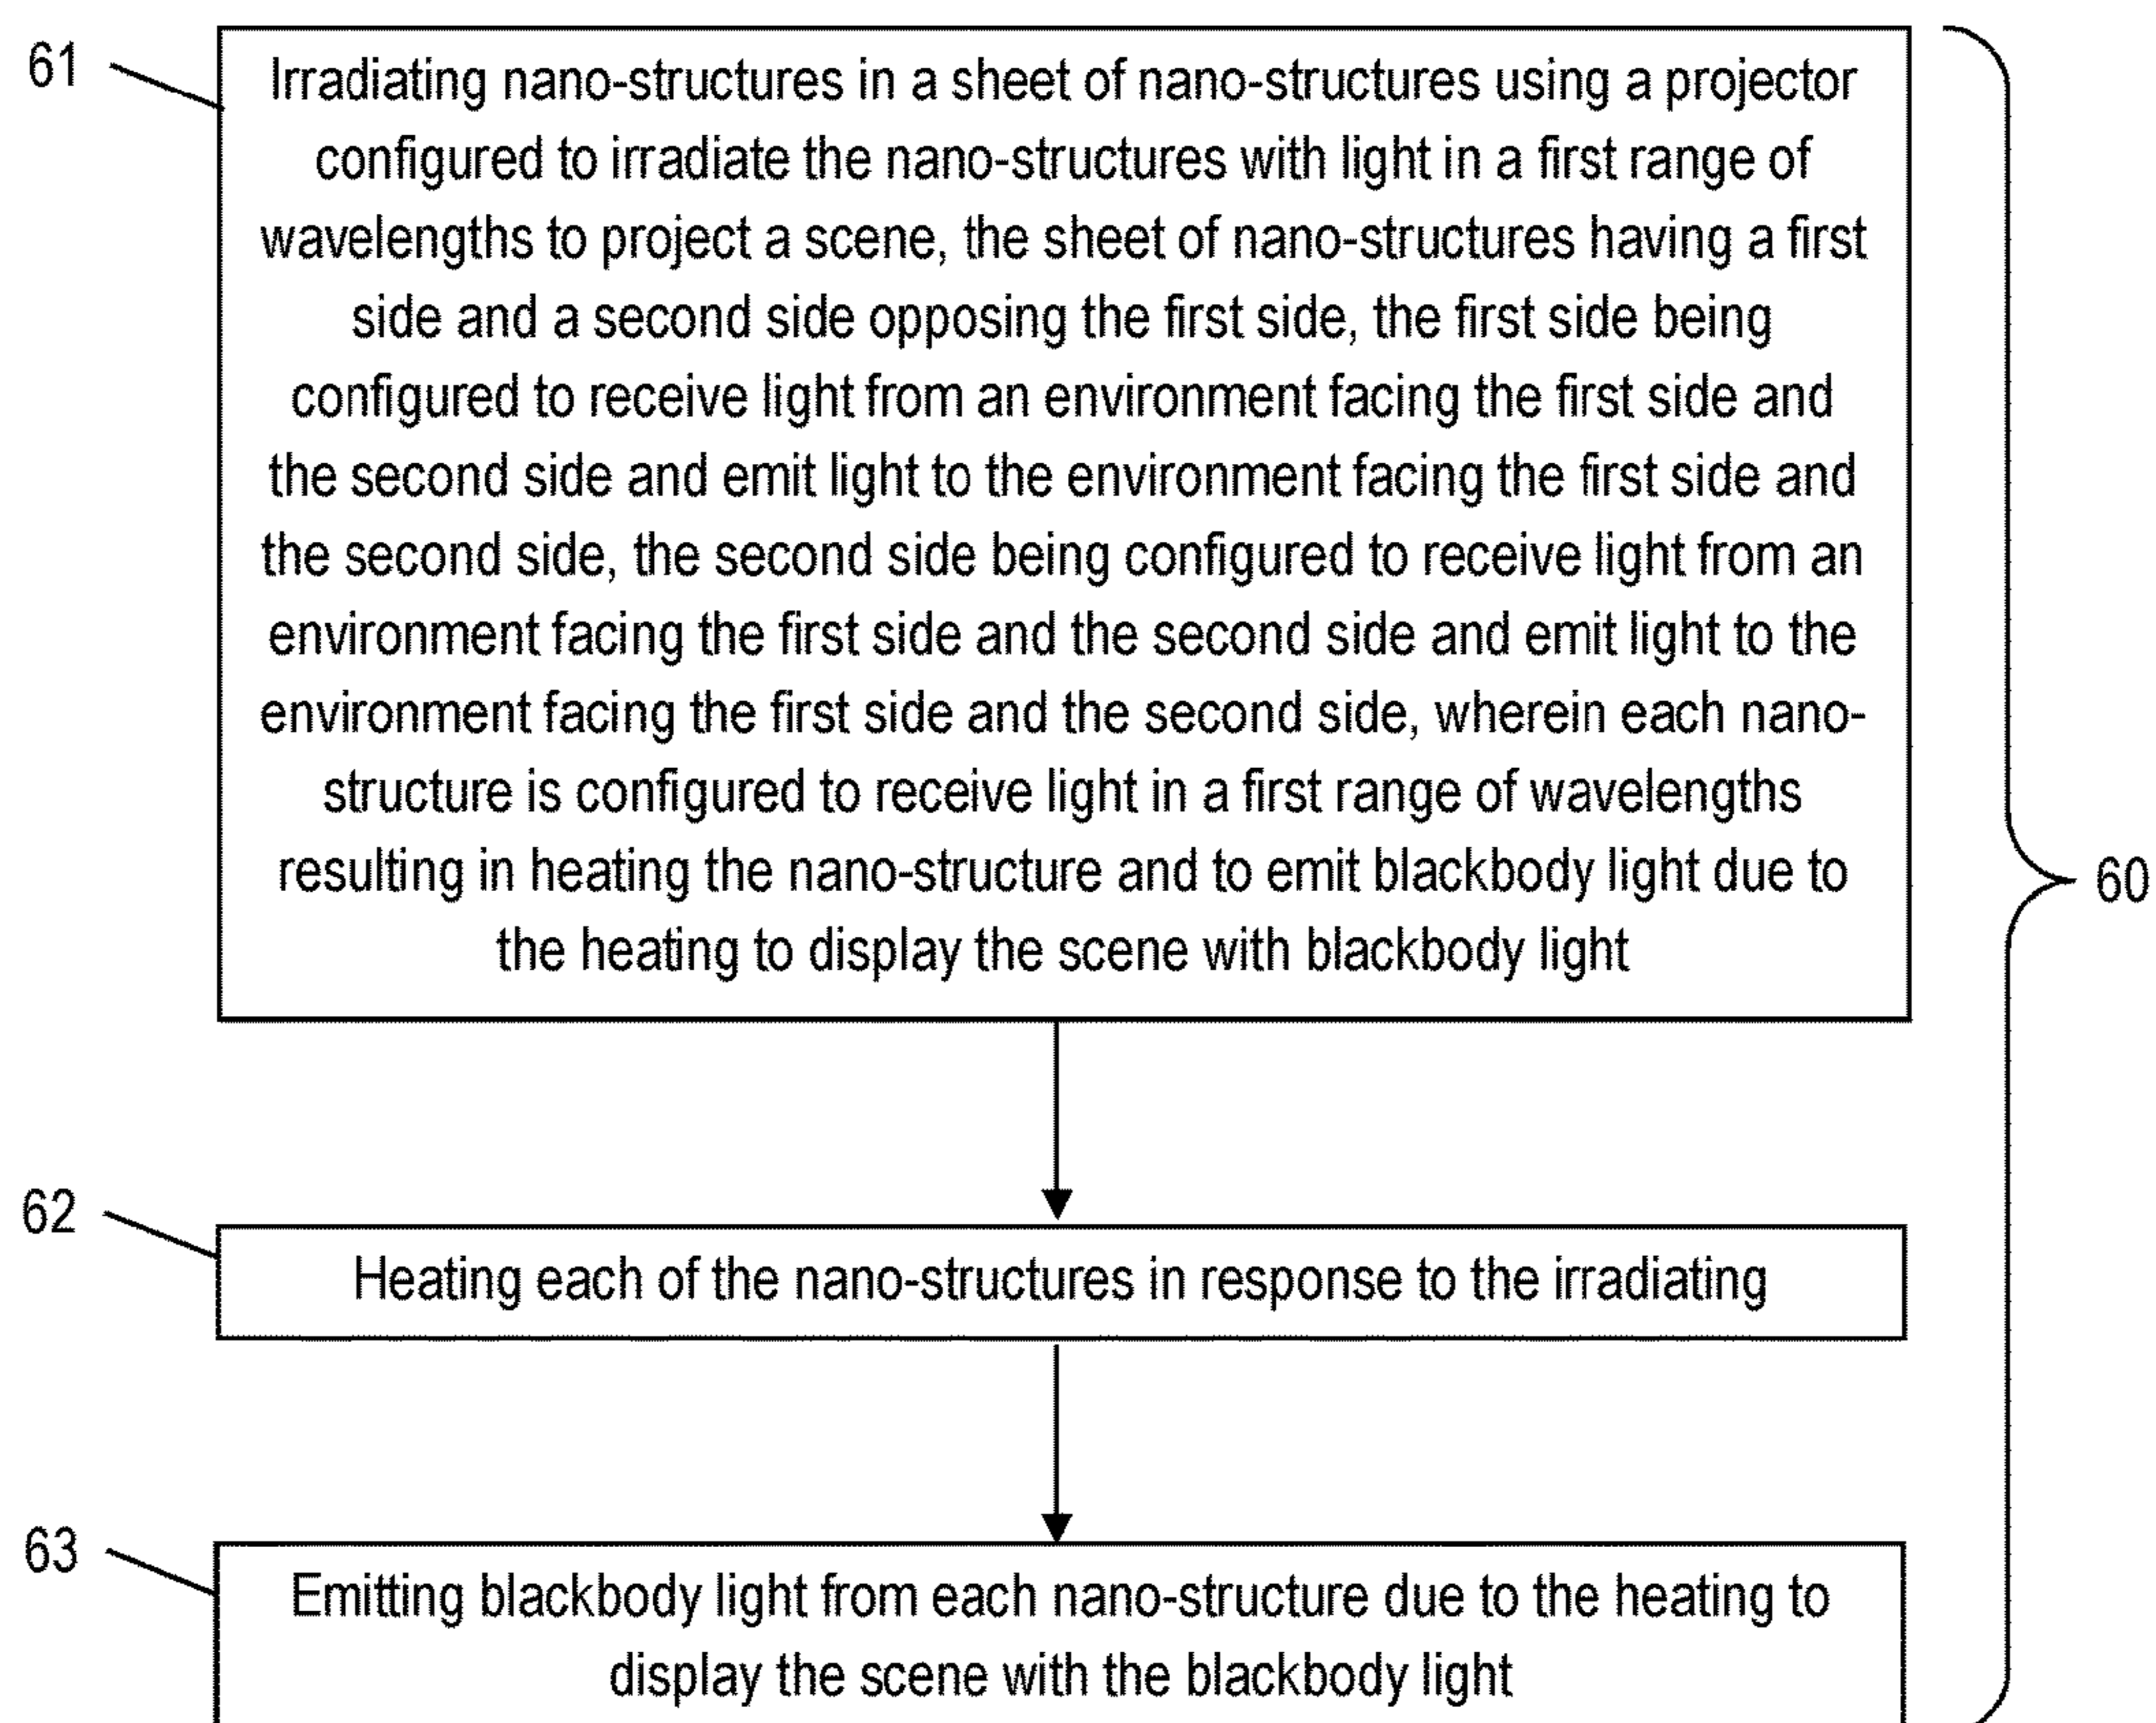 61
Irradiating nano-structures in a sheet of nano-structures using a projector
configured to irradiate the nano-structures with light in a first range of
wavelengths to project a scene, the sheet of nano-structures having a first
side and a second side opposing the first side, the first side being
configured to receive light from an environment facing the first side and
the second side and emit light to the environment facing the first side and
the second side, the second side being configured to receive light from an
environment facing the first side and the second side and emit light to the
environment facing the first side and the second side, wherein each nano-
structure is configured to receive light in a first range of wavelengths
resulting in heating the nano-structure and to emit blackbody light due to
the heating to display the scene with blackbody light
60
62
Heating each of the nano-structures in response to the irradiating
63
Emitting blackbody light from each nano-structure due to the heating to
display the scene with the blackbody light